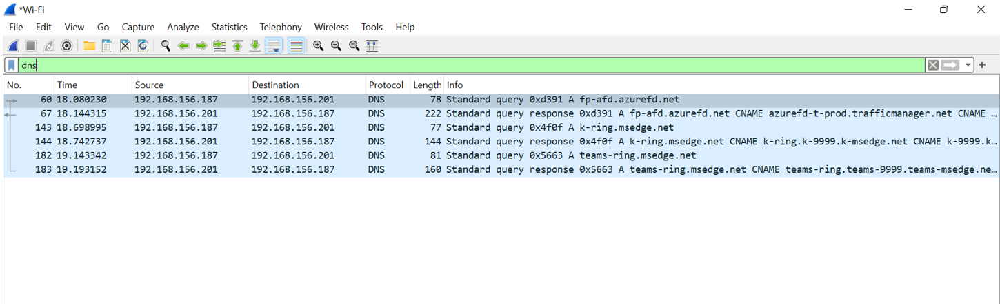 *Wi-Fi
File Edit View Go Capture Analyze Statistics Telephony Wireless Tools Help
dns
No. Time Source Destination Protocol Length Info
60 18.080230 192.168.156.187 192.168.156.201 DNS 78 Standard query 0xd391 A fp-afd.azurefd.net
67 18.144315 192.168.156.201 192.168.156.187 DNS 222 Standard query response 0xd391 A fp-afd.azurefd.net CNAME azurefd-t-prod.trafficmanager.net CNAME …
143 18.698995 192.168.156.187 192.168.156.201 DNS 77 Standard query 0x4f0f A k-ring.msedge.net
144 18.742737 192.168.156.201 192.168.156.187 DNS 144 Standard query response 0x4f0f A k-ring.msedge.net CNAME k-ring.k-9999.k-msedge.net CNAME k-9999.k…
182 19.143342 192.168.156.187 192.168.156.201 DNS 81 Standard query 0x5663 A teams-ring.msedge.net
183 19.193152 192.168.156.201 192.168.156.187 DNS 160 Standard query response 0x5663 A teams-ring.msedge.net CNAME teams-ring.teams-9999.teams-msedge.ne…